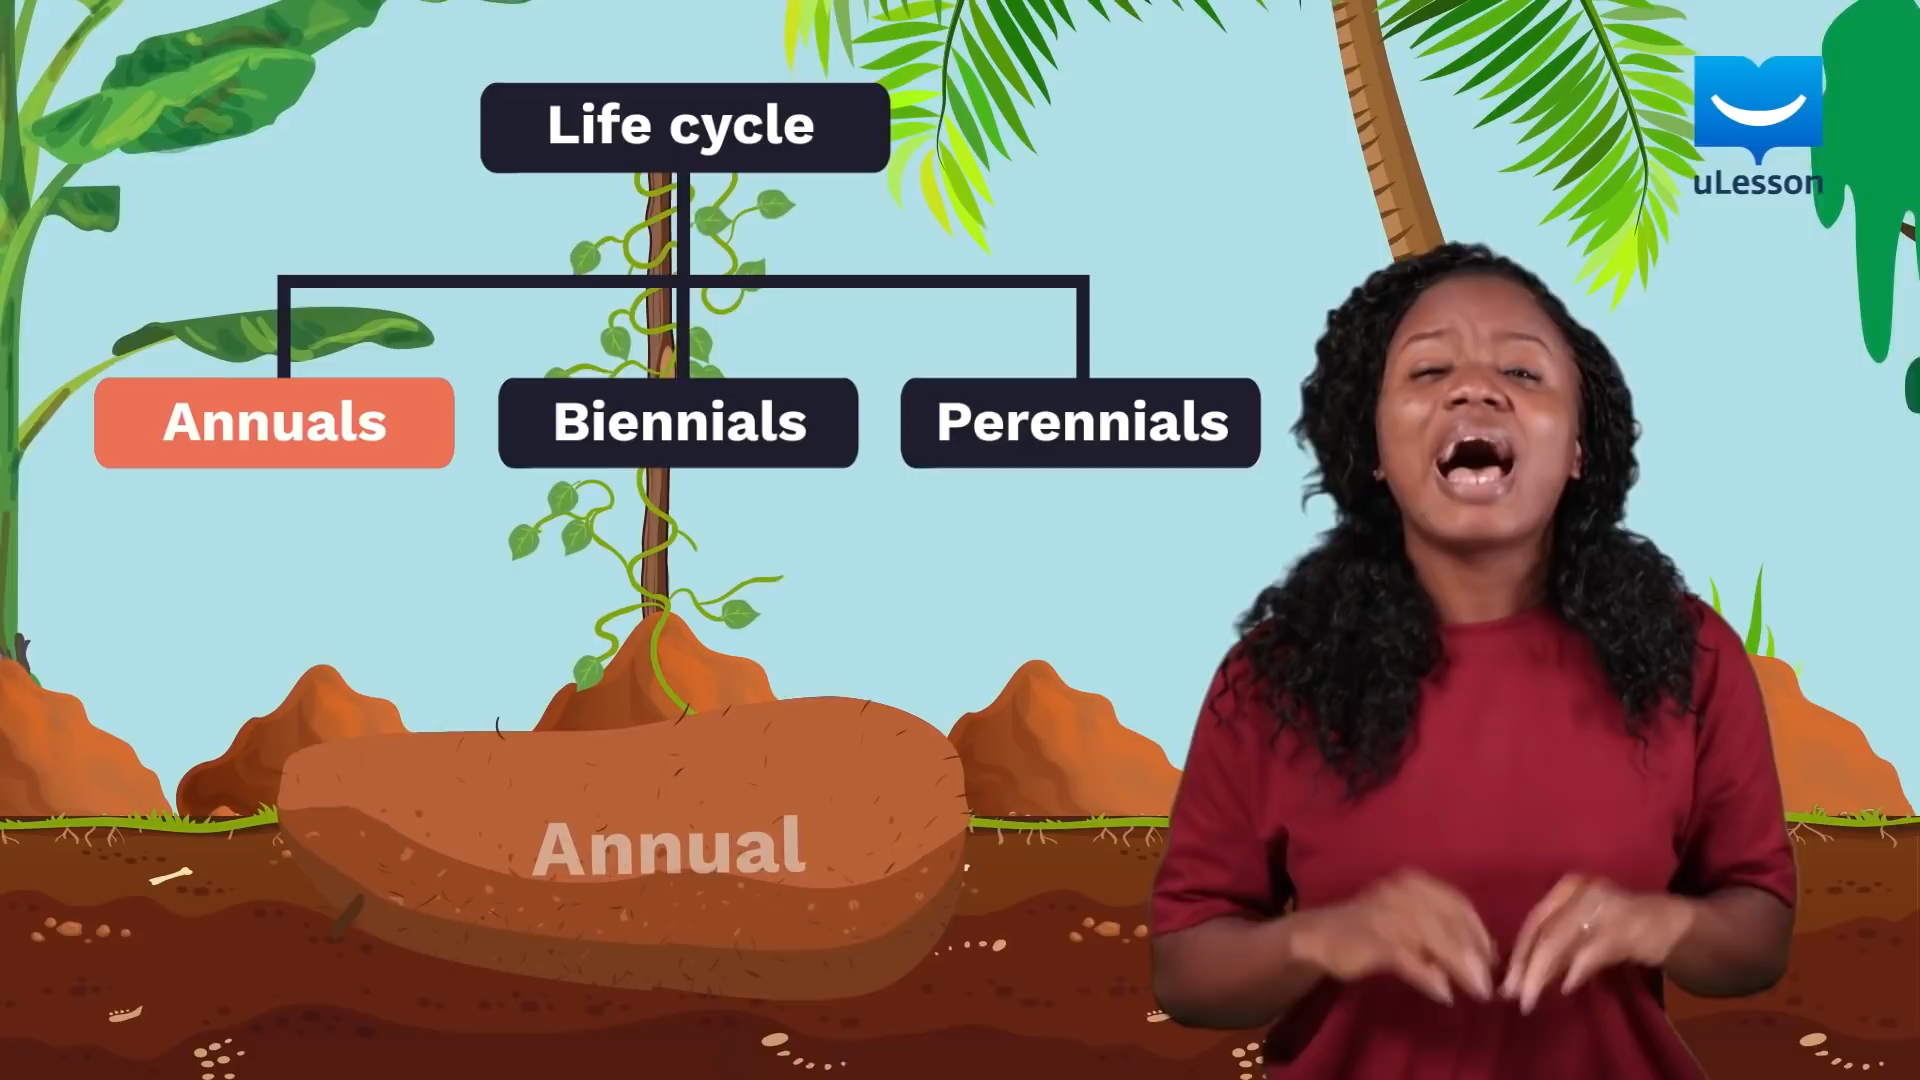 Life cycle
uLesson
Annuals
Biennials
Perennials
Annual